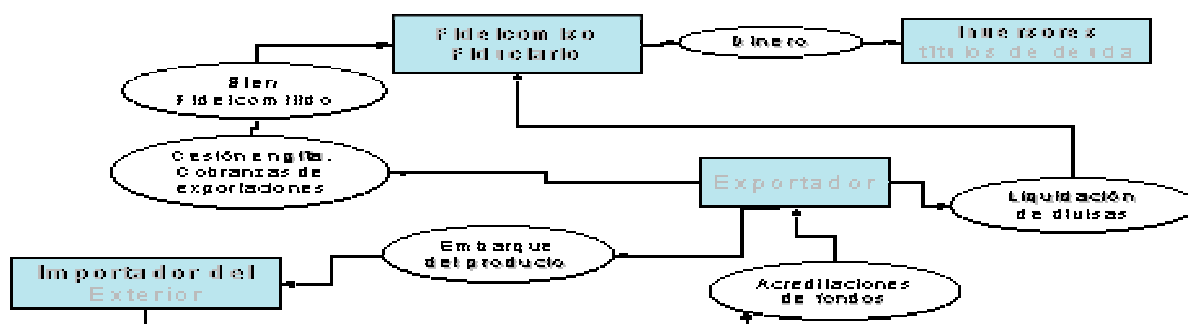 Fideicomiso
Fiduciario
Dinero
Inversores
títulos de deuda
Bien
Fideicomitido
Cesión en gtía.
Cobranzas de
exportaciones
Exportador
Liquidación
de divisas
Embarque
del producto
Importador del
Exterior
Acreditaciones
de fondos